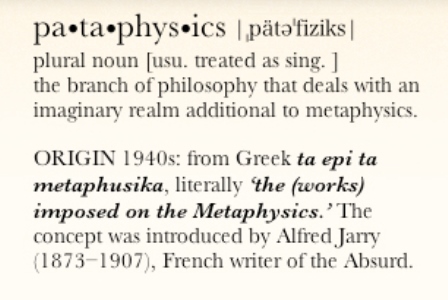 pa•ta•phys•ics |ˌpätəˈfiziks|
plural noun [usu. treated as sing. ]
the branch of philosophy that deals with an
imaginary realm additional to metaphysics.
ORIGIN 1940s: from Greek ta epi ta
metaphusika, literally ‘the (works)
imposed on the Metaphysics.’ The
concept was introduced by Alfred Jarry
(1873–1907), French writer of the Absurd.